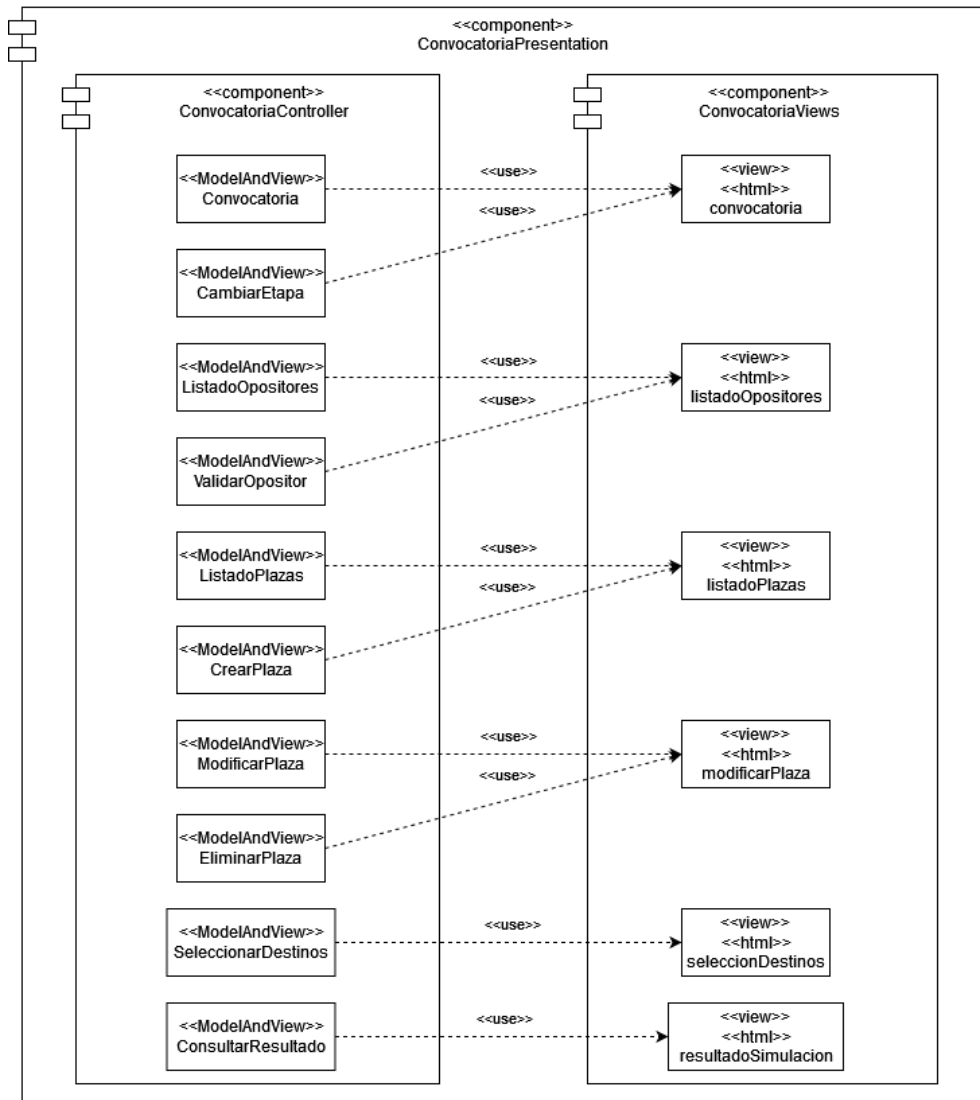 <<component>>
ConvocatoriaPresentation
<<component>>
ConvocatoriaController
<<component>>
ConvocatoriaViews
<<ModelAndView>>
Convocatoria
<<use>>
<<view>>
<<html>>
convocatoria
<<use>>
<<ModelAndView>>
CambiarEtapa
<<ModelAndView>>
ListadoOpositores
<<use>>
<<view>>
<<html>>
listadoOpositores
<<use>>
<<ModelAndView>>
ValidarOpositor
<<ModelAndView>>
ListadoPlazas
<<use>>
<<view>>
<<html>>
listadoPlazas
<<use>>
<<ModelAndView>>
CrearPlaza
<<ModelAndView>>
ModificarPlaza
<<use>>
<<view>>
<<html>>
modificarPlaza
<<use>>
<<ModelAndView>>
EliminarPlaza
<<ModelAndView>>
SeleccionarDestinos
<<use>>
<<view>>
<<html>>
seleccionDestinos
<<ModelAndView>>
ConsultarResultado
<<use>>
<<view>>
<<html>>
resultadoSimulacion